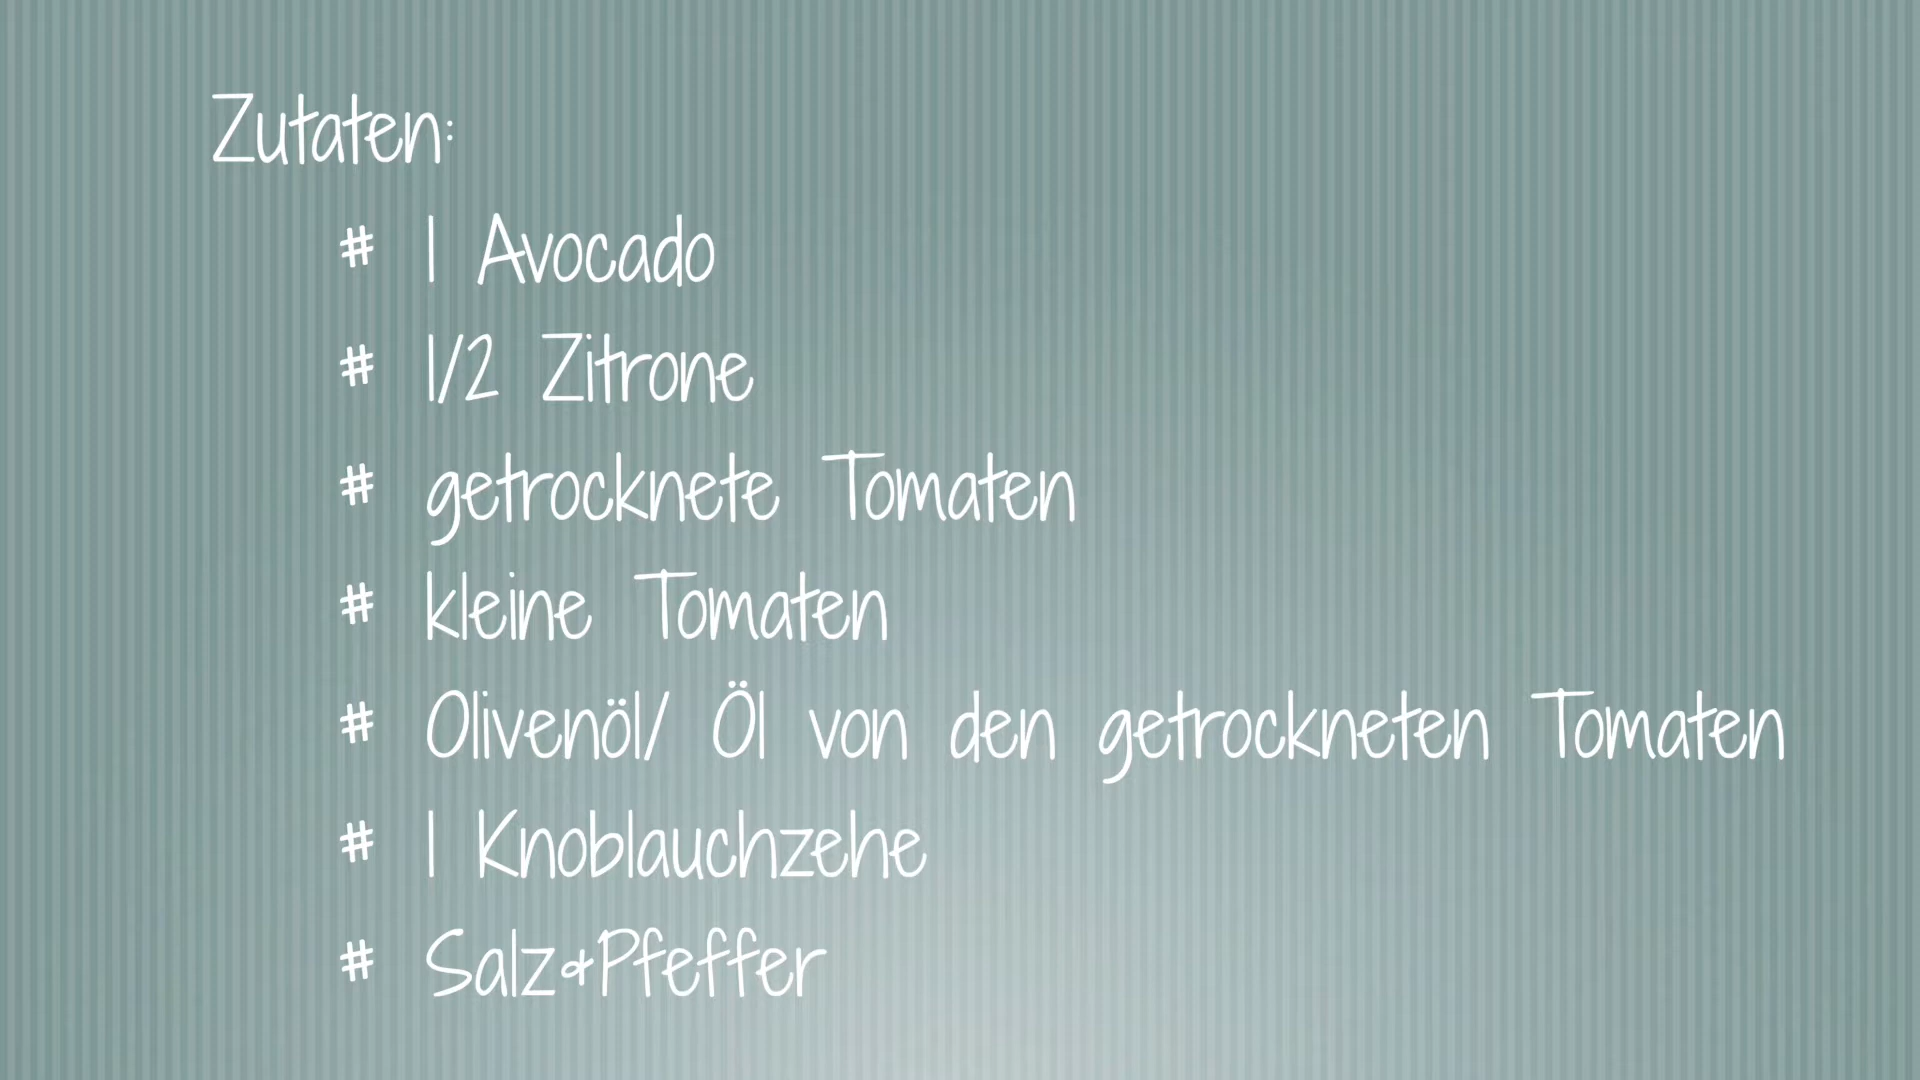 Zutaten:
# 1 Avocado
# 1/2 Zitrone
# getrocknete Tomaten
# kleine Tomaten
# Olivenöl/ Öl von den getrockneten Tomaten
# 1 Knoblauchzehe
# Salz&Pfeffer